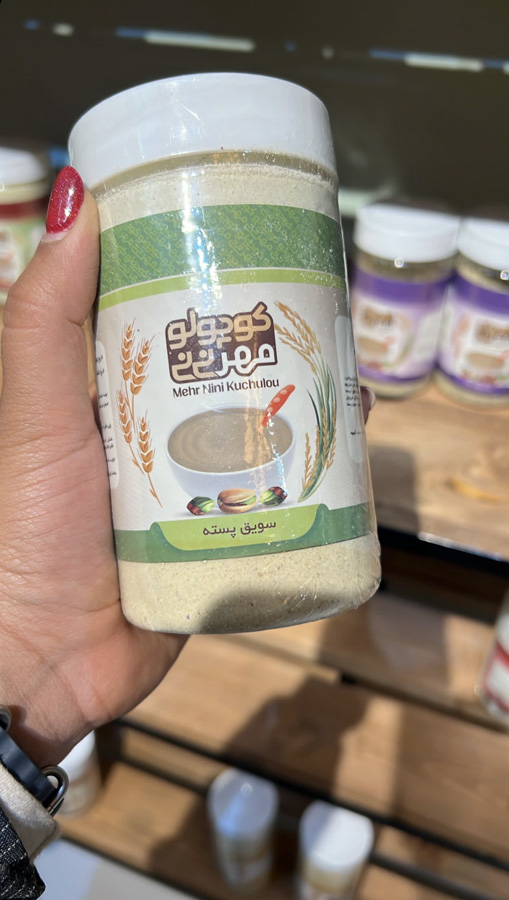 کوچولو
مهرنی نی
Mehr Nini Kuchulou
سویق پسته